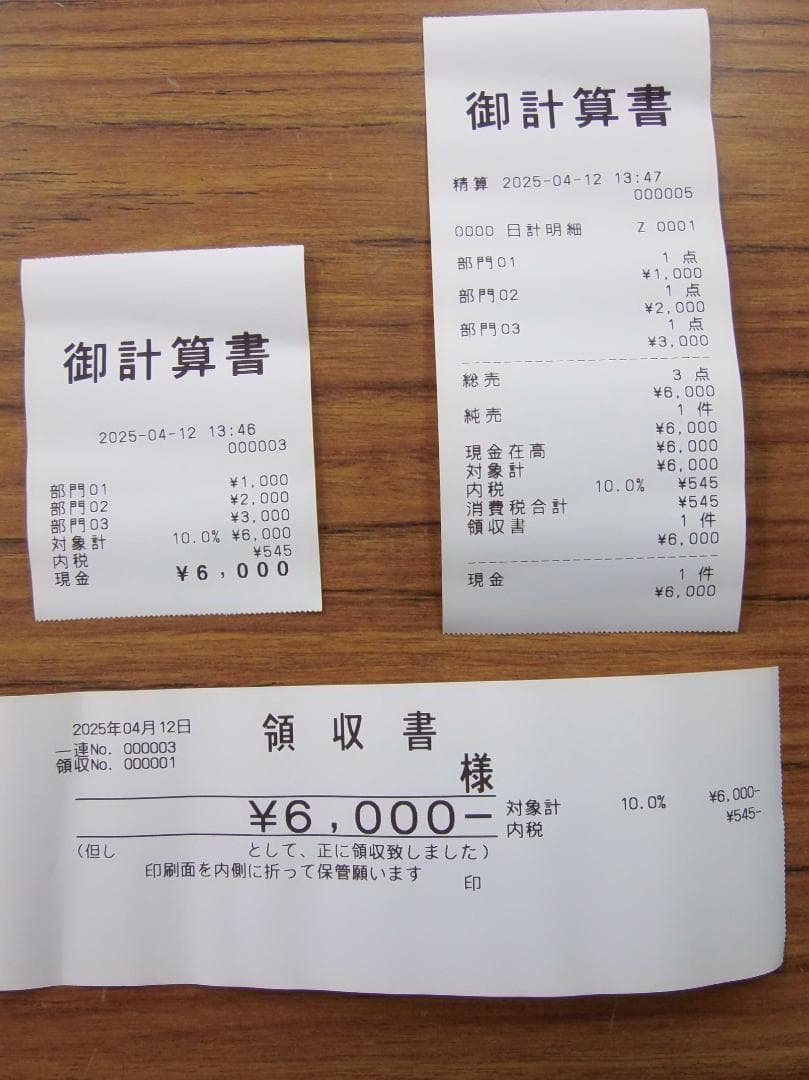 御計算書
2025-04-12 13:46
000003
部門01 ¥1,000
部門02 ¥2,000
部門03 ¥3,000
対象計 10.0% ¥6,000
内税 ¥545
現金 ¥6,000
御計算書
精算 2025-04-12 13:47
000005
0000 日計明細 Z 0001
部門01 1 点
¥1,000
部門02 1 点
¥2,000
部門03 1 点
¥3,000
総売 3 点
¥6,000
純売 1 件
¥6,000
現金在高 ¥6,000
対象計 ¥6,000
内税 10.0% ¥545
消費税合計 ¥545
領収書 1 件
¥6,000
現金 1 件
¥6,000
2025年04月12日
一連No. 000003
領収No. 000001
領収書
様
¥6,000-
(但し として、正に領収致しました)
印刷面を内側に折って保管願います
印
対象計 10.0% ¥6,000-
内税 ¥545-